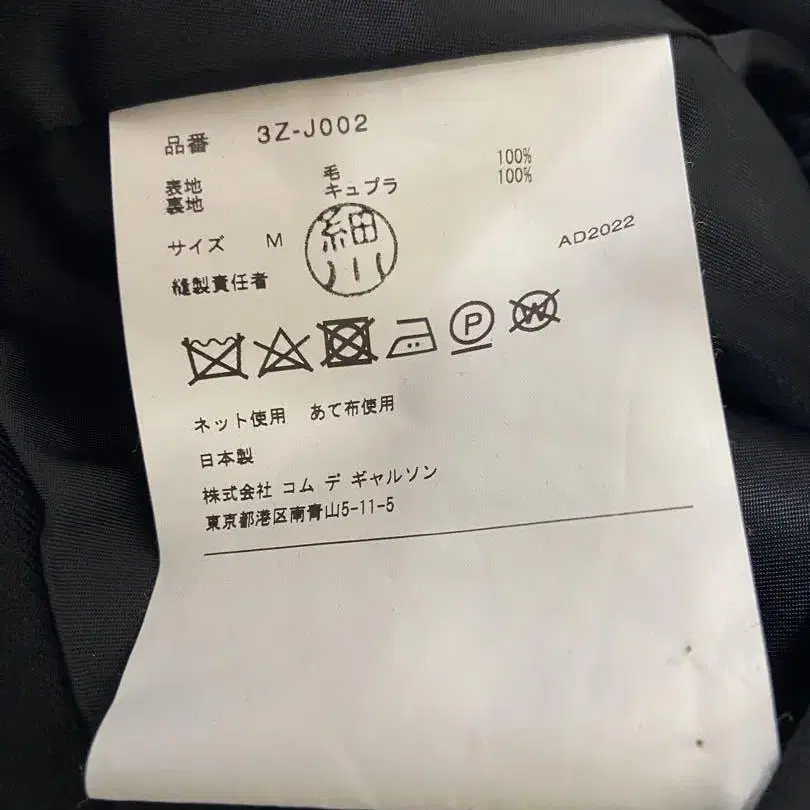 品番 3Z-J002
表地 毛 100%
裏地 キュプラ 100%
サイズ M
細川
AD2022
縫製責任者
P
W
ネット使用 あて布使用
日本製
株式会社 コム デ ギャルソン
東京都港区南青山5-11-5